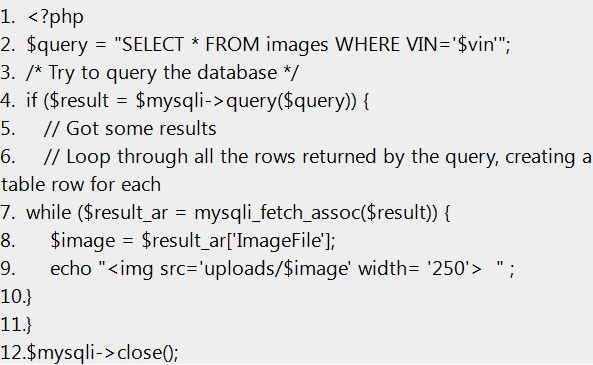 1. <?php
2. $query = "SELECT * FROM images WHERE VIN='$vin'";
3. /* Try to query the database */
4. if ($result = $mysqli->query($query)) {
5. // Got some results
6. // Loop through all the rows returned by the query, creating a
table row for each
7. while ($result_ar = mysqli_fetch_assoc($result)) {
8. $image = $result_ar['ImageFile'];
9. echo "<img src='uploads/$image' width= '250'> " ;
10.}
11.}
12.$mysqli->close();